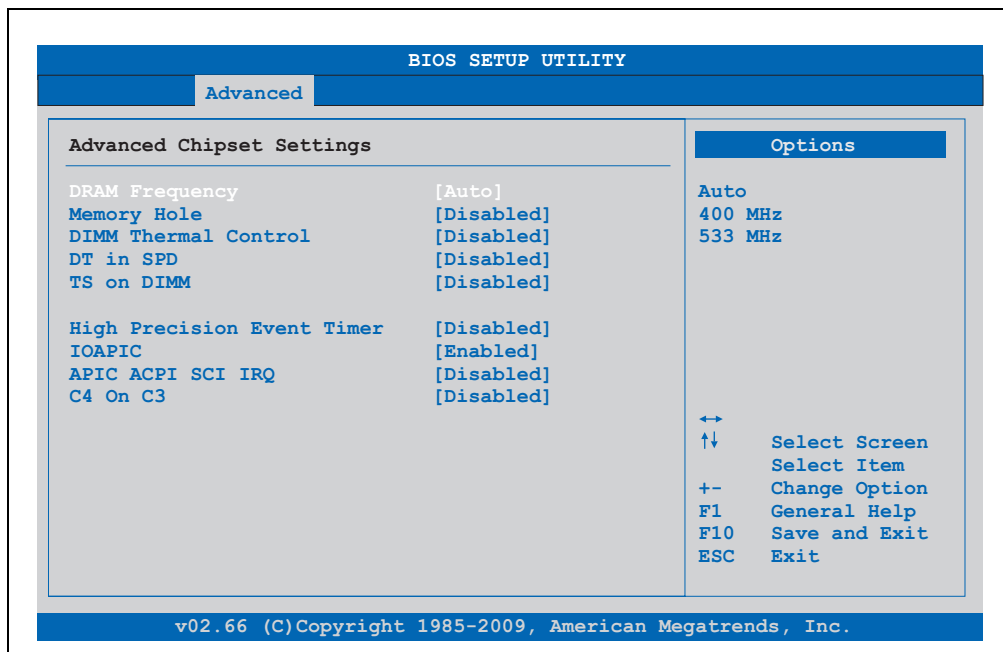 BIOS SETUP UTILITY
Advanced
Advanced Chipset Settings
DRAM Frequency [Auto]
Memory Hole [Disabled]
DIMM Thermal Control [Disabled]
DT in SPD [Disabled]
TS on DIMM [Disabled]
High Precision Event Timer [Disabled]
IOAPIC [Enabled]
APIC ACPI SCI IRQ [Disabled]
C4 On C3 [Disabled]
Options
Auto
400 MHz
533 MHz
↔
↑↓ Select Screen
Select Item
+- Change Option
F1 General Help
F10 Save and Exit
ESC Exit
v02.66 (C)Copyright 1985-2009, American Megatrends, Inc.